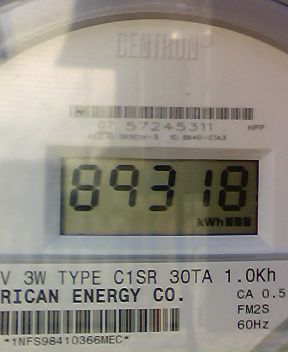 CENTRON®
07 57245311 HPP
89318
kWh
V 3W TYPE C1SR 30TA 1.0Kh
RICAN ENERGY CO. CA 0.5
FM2S
60Hz
*1NFS98410366MEC*